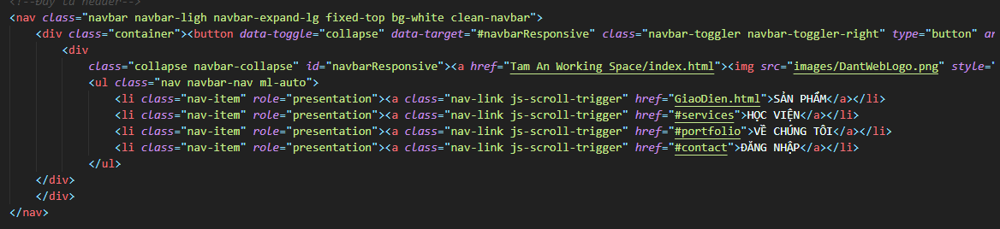 <!--Đây là header-->
<nav class="navbar navbar-ligh navbar-expand-lg fixed-top bg-white clean-navbar">
<div class="container"><button data-toggle="collapse" data-target="#navbarResponsive" class="navbar-toggler navbar-toggler-right" type="button" ar
<div
class="collapse navbar-collapse" id="navbarResponsive"><a href="Tam An Working Space/index.html"><img src="images/DantWebLogo.png" style="
<ul class="nav navbar-nav ml-auto">
<li class="nav-item" role="presentation"><a class="nav-link js-scroll-trigger" href="GiaoDien.html">SẢN PHẨM</a></li>
<li class="nav-item" role="presentation"><a class="nav-link js-scroll-trigger" href="#services">HỌC VIỆN</a></li>
<li class="nav-item" role="presentation"><a class="nav-link js-scroll-trigger" href="#portfolio">VỀ CHÚNG TÔI</a></li>
<li class="nav-item" role="presentation"><a class="nav-link js-scroll-trigger" href="#contact">ĐĂNG NHẬP</a></li>
</ul>
</div>
</div>
</nav>